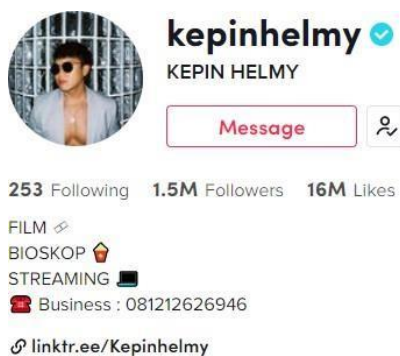 kepinhelmy
KEPIN HELMY
Message
253 Following 1.5M Followers 16M Likes
FILM
BIOSKOP
STREAMING
Business : 081212626946
linktr.ee/Kepinhelmy